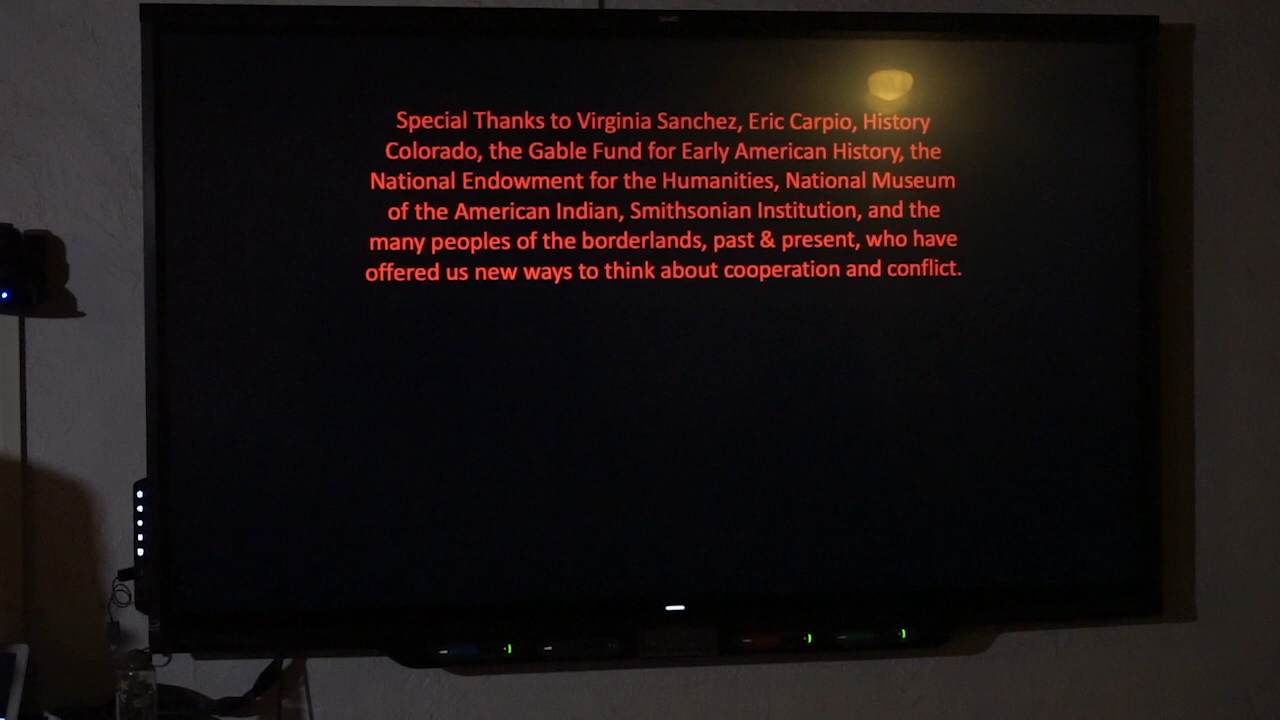 Special Thanks to Virginia Sanchez, Eric Carpio, History
Colorado, the Gable Fund for Early American History, the
National Endowment for the Humanities, National Museum
of the American Indian, Smithsonian Institution, and the
many peoples of the borderlands, past & present, who have
offered us new ways to think about cooperation and conflict.